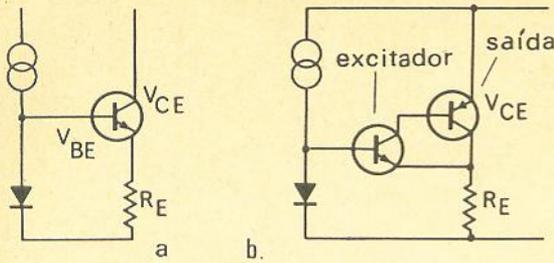 V_CE
V_BE
R_E
a
excitador
saída
V_CE
R_E
b.